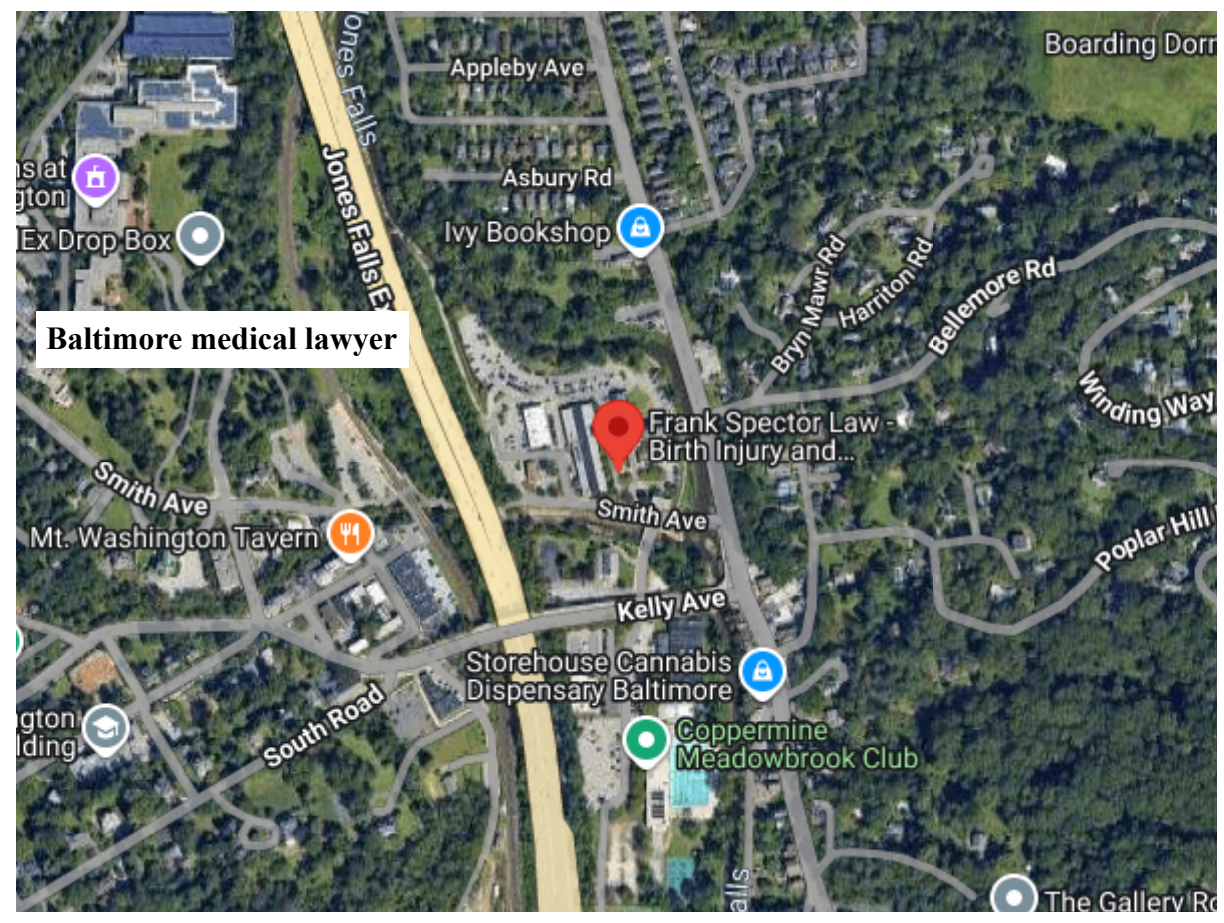 Jones Falls
Boarding Dorm
Appleby Ave
Asbury Rd
Jones Falls Ex
ns at
gton
Ex Drop Box
Ivy Bookshop
Bryn Mawr Rd
Harriton Rd
Bellemore Rd
Baltimore medical lawyer
Winding Way
Frank Spector Law -
Birth Injury and...
Smith Ave
Smith Ave
Mt. Washington Tavern
Poplar Hill
Kelly Ave
Storehouse Cannabis
Dispensary Baltimore
South Road
ngton
lding
Coppermine
Meadowbrook Club
alls
The Gallery Ro